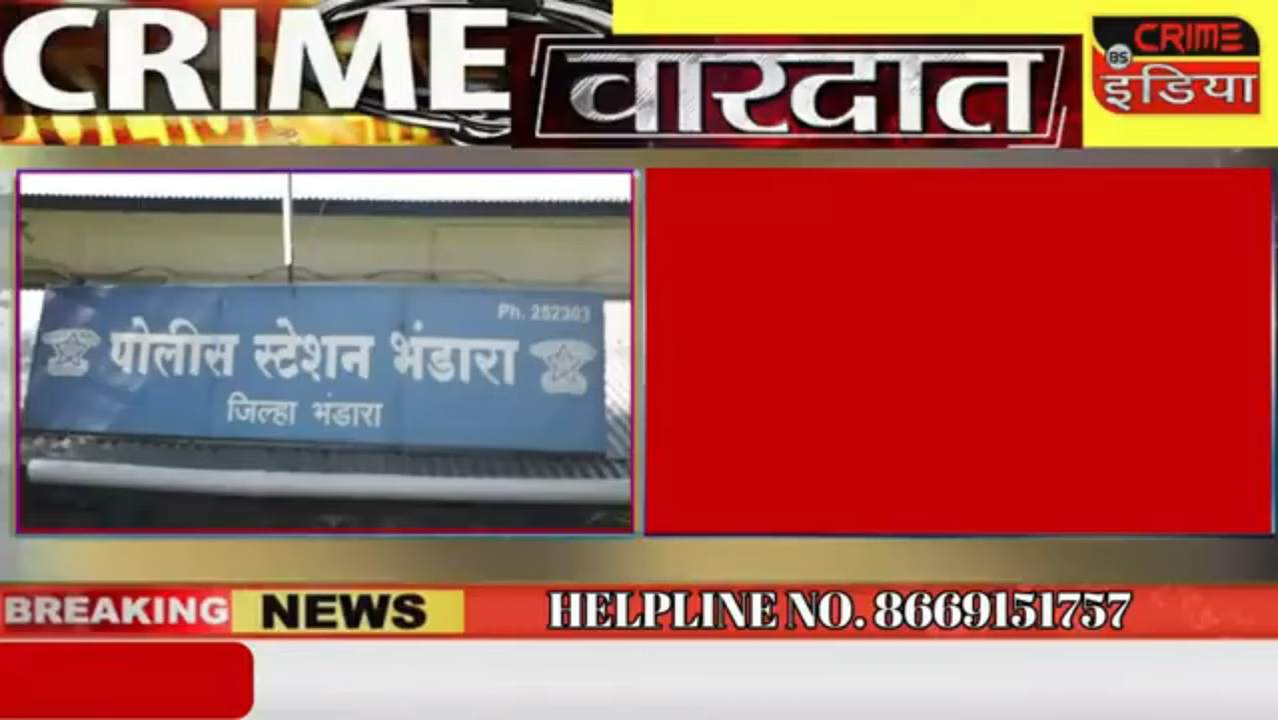 CRIME
वारदात
CRIME
BS
इंडिया
Ph. 252303
पोलीस स्टेशन भंडारा
जिल्हा भंडारा
BREAKING NEWS
HELPLINE NO. 8669151757